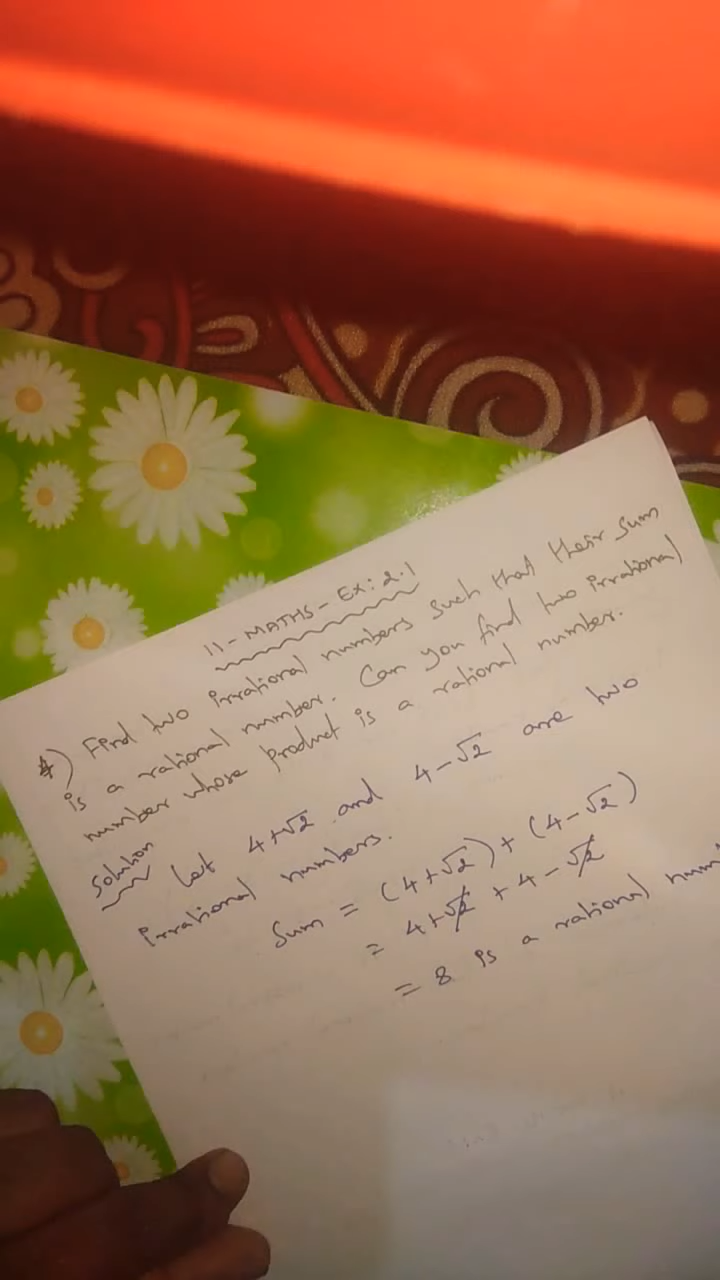 11-MATHS-Ex:2.1
4) Find two irrational numbers such that their sum
is a rational number. Can you find two irrational
number whose product is a rational number.
Solution
Let 4+√2 and 4-√2 are two
irrational numbers.
Sum = (4+√2)+(4-√2)
= 4+√2+4-√2
= 8 is a rational num